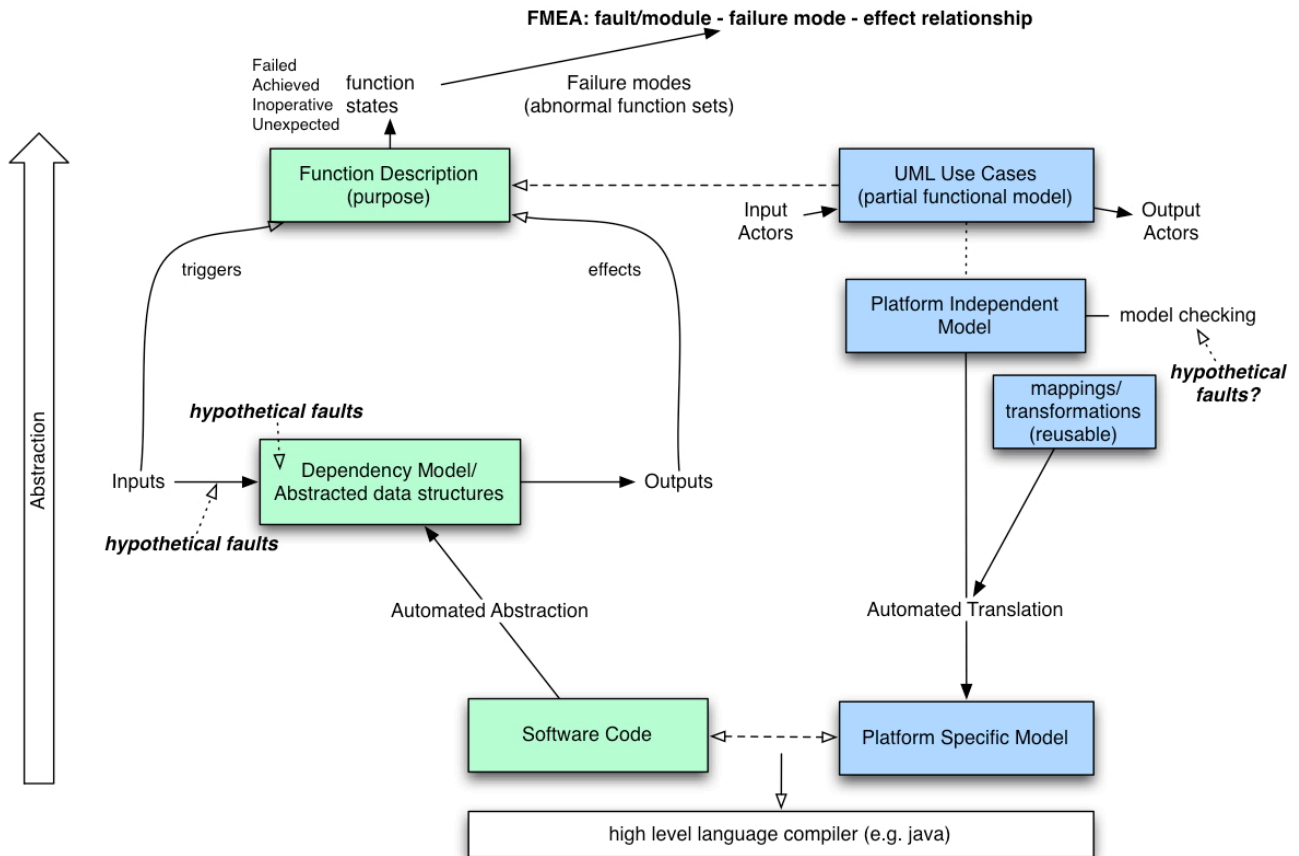 FMEA: fault/module - failure mode - effect relationship
Failed
Achieved
Inoperative
Unexpected
function
states
Failure modes
(abnormal function sets)
Function Description
(purpose)
UML Use Cases
(partial functional model)
Input
Actors
Output
Actors
triggers
effects
Platform Independent
Model
model checking
hypothetical
faults?
mappings/
transformations
(reusable)
Abstraction
hypothetical faults
Inputs
Dependency Model/
Abstracted data structures
Outputs
hypothetical faults
Automated Abstraction
Automated Translation
Software Code
Platform Specific Model
high level language compiler (e.g. java)